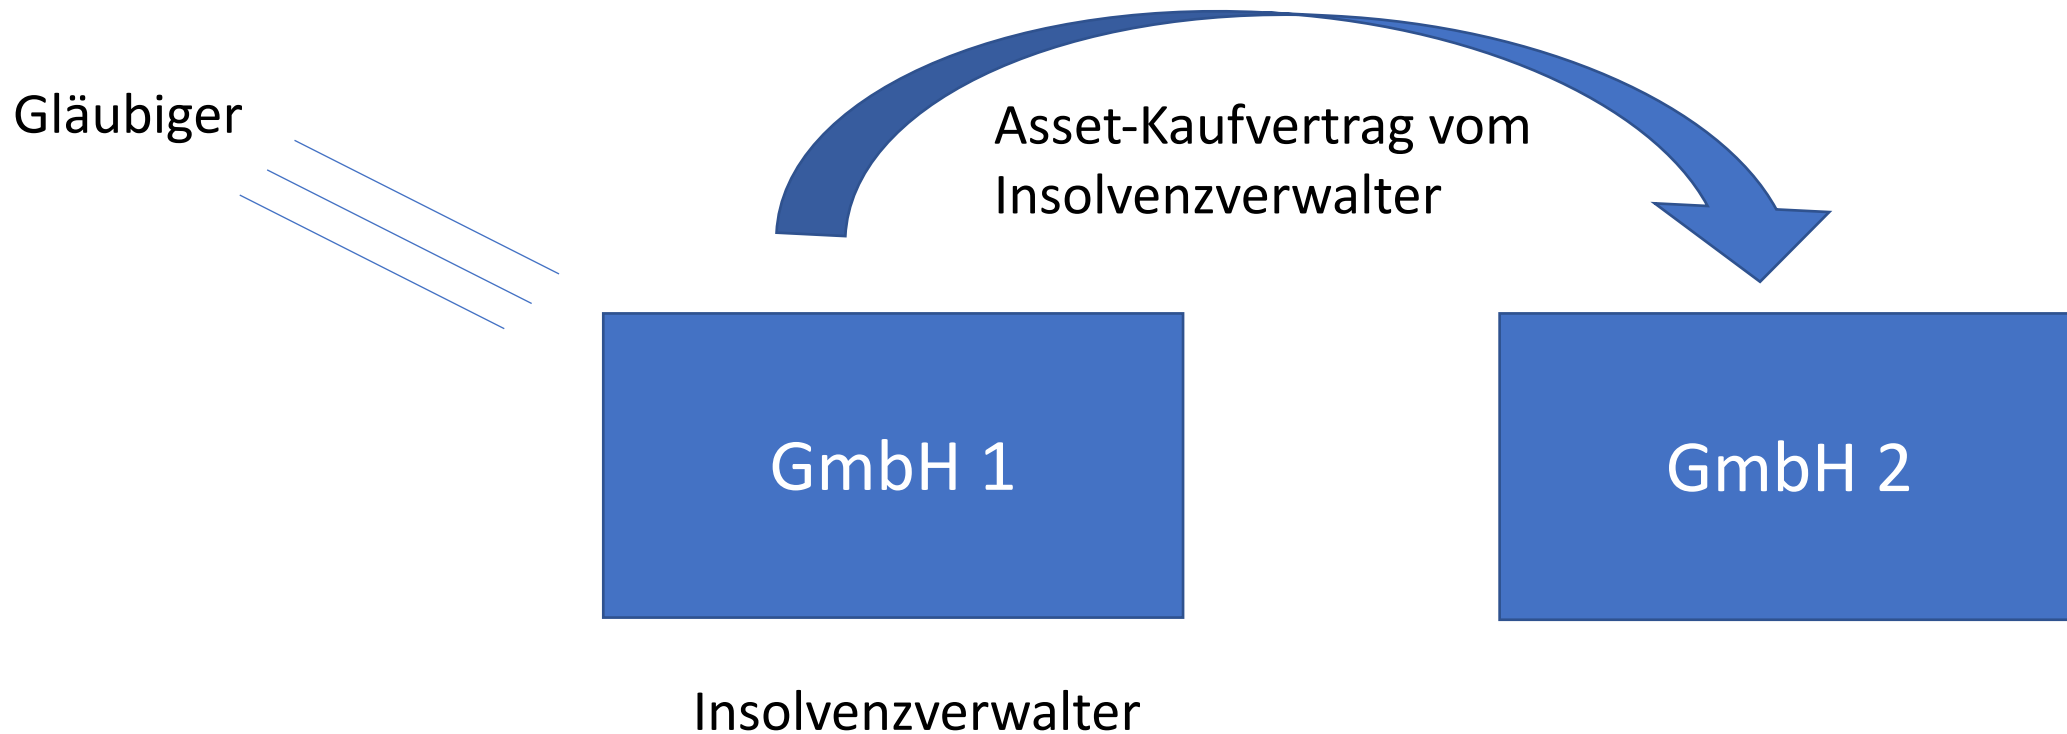 Gläubiger
Asset-Kaufvertrag vom
Insolvenzverwalter
GmbH 1
GmbH 2
Insolvenzverwalter